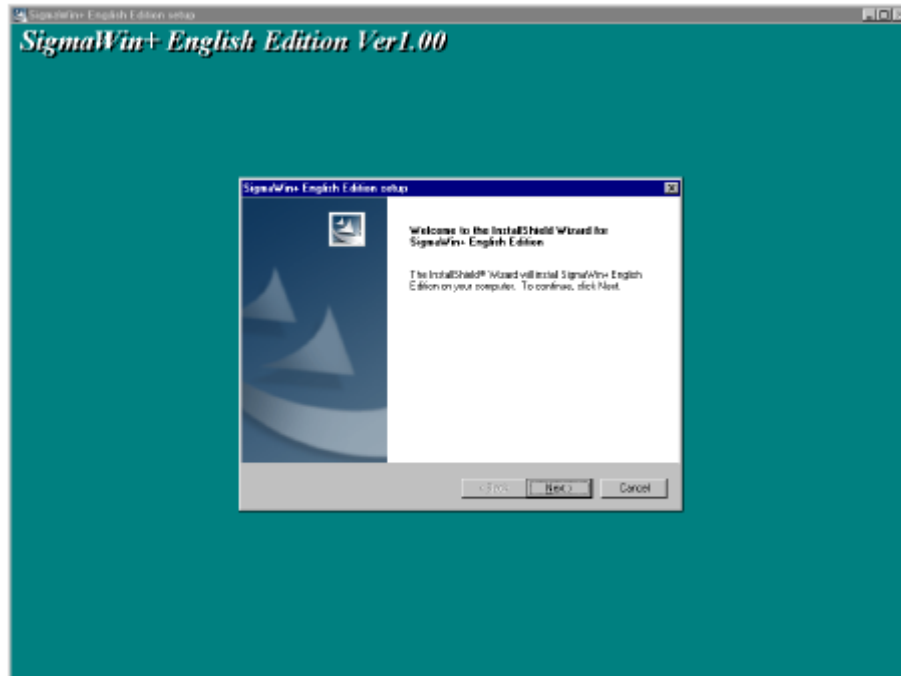 SigmaWin+ English Edition setup
SigmaWin+ English Edition Ver1.00
SigmaWin+ English Edition setup
Welcome to the InstallShield Wizard for
SigmaWin+ English Edition
The InstallShield® Wizard will install SigmaWin+ English
Edition on your computer. To continue, click Next.
< Back
Next >
Cancel